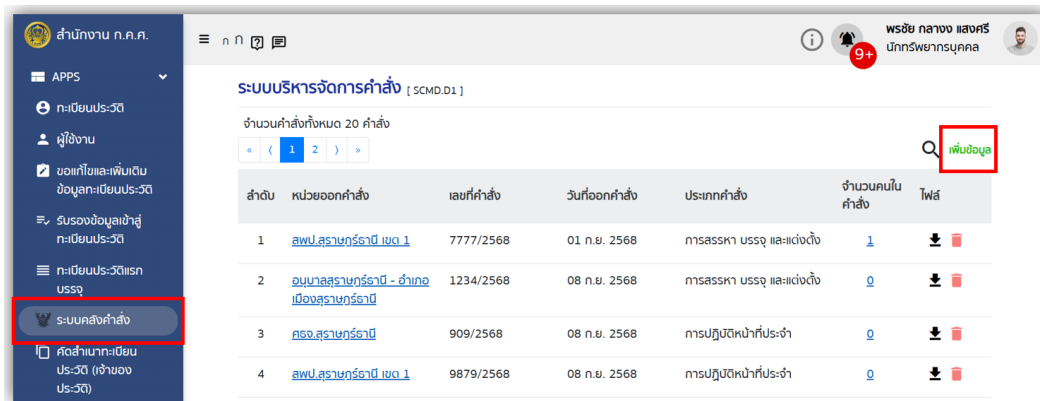 สำนักงาน ก.ค.ศ.
ก ก
9+
พรชัย กลางง แสงศรี
นักทรัพยากรบุคคล
APPS
ทะเบียนประวัติ
ผู้ใช้งาน
ขอแก้ไขและเพิ่มเติม
ข้อมูลทะเบียนประวัติ
รับรองข้อมูลเข้าสู่
ทะเบียนประวัติ
ทะเบียนประวัติแรก
บรรจุ
ระบบคลังคำสั่ง
คัดสำเนาทะเบียน
ประวัติ (เจ้าของ
ประวัติ)
ระบบบริหารจัดการคำสั่ง [ SCMD.D1 ]
จำนวนคำสั่งทั้งหมด 20 คำสั่ง
« ⟨ 1 2 ⟩ »
เพิ่มข้อมูล
ลำดับ หน่วยออกคำสั่ง เลขที่คำสั่ง วันที่ออกคำสั่ง ประเภทคำสั่ง จำนวนคนใน ไฟล์
คำสั่ง
1 สพป.สุราษฎร์ธานี เขต 1 7777/2568 01 ก.ย. 2568 การสรรหา บรรจุ และแต่งตั้ง 1
2 อนุบาลสุราษฎร์ธานี - อำเภอ 1234/2568 08 ก.ย. 2568 การสรรหา บรรจุ และแต่งตั้ง 0
เมืองสุราษฎร์ธานี
3 ศธจ.สุราษฎร์ธานี 909/2568 08 ก.ย. 2568 การปฏิบัติหน้าที่ประจำ 0
4 สพป.สุราษฎร์ธานี เขต 1 9879/2568 08 ก.ย. 2568 การปฏิบัติหน้าที่ประจำ 0